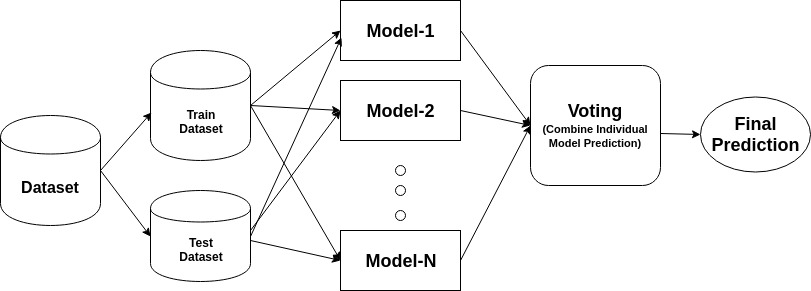 Dataset
Train
Dataset
Test
Dataset
Model-1
Model-2
Model-N
Voting
(Combine Individual
Model Prediction)
Final
Prediction